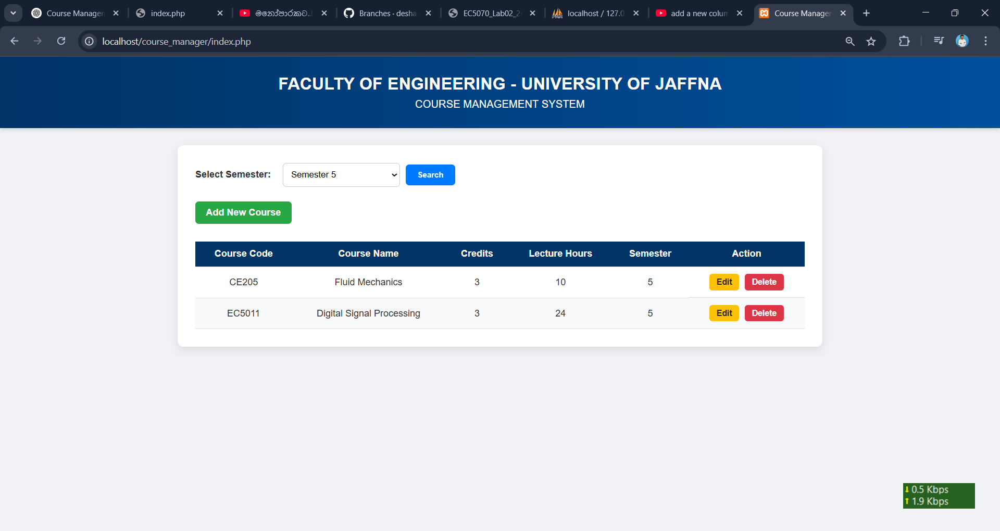 Course Manager
index.php
මනෝපාරකට..!
Branches · desha
EC5070_Lab02_2
localhost / 127.0
add a new colum
Course Manager
localhost/course_manager/index.php
FACULTY OF ENGINEERING - UNIVERSITY OF JAFFNA
COURSE MANAGEMENT SYSTEM
Select Semester: Semester 5 Search
Add New Course
Course Code Course Name Credits Lecture Hours Semester Action
CE205 Fluid Mechanics 3 10 5 Edit Delete
EC5011 Digital Signal Processing 3 24 5 Edit Delete
0.5 Kbps
1.9 Kbps